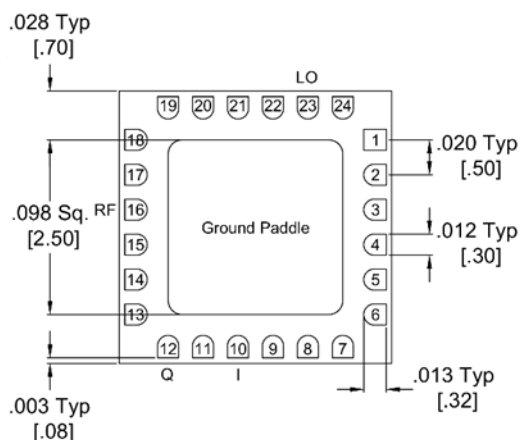 .028 Typ
[.70]
LO
19 20 21 22 23 24
18 1
.020 Typ
[.50]
17 2
.098 Sq.
[2.50]
RF 16 3
Ground Paddle
15 4
.012 Typ
[.30]
14 5
13 6
12 11 10 9 8 7
Q I
.013 Typ
[.32]
.003 Typ
[.08]